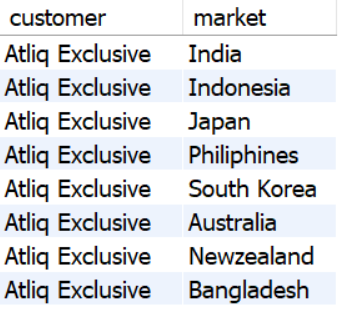 customer market
Atliq Exclusive India
Atliq Exclusive Indonesia
Atliq Exclusive Japan
Atliq Exclusive Philiphines
Atliq Exclusive South Korea
Atliq Exclusive Australia
Atliq Exclusive Newzealand
Atliq Exclusive Bangladesh